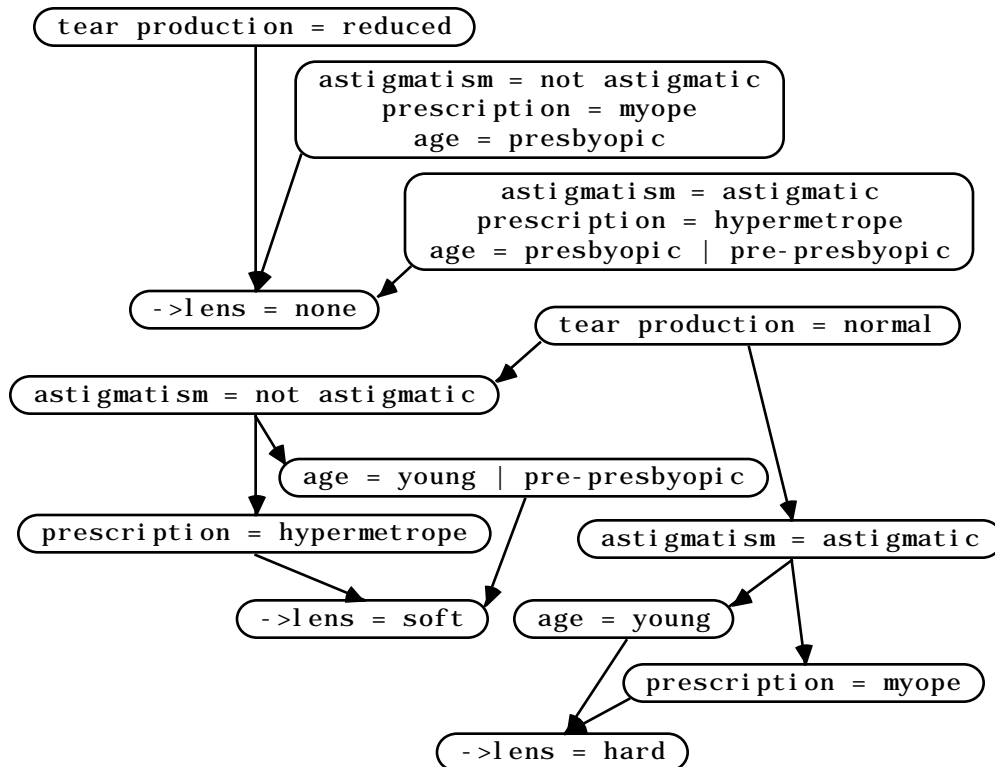 tear production = reduced
astigmatism = not astigmatic
prescription = myope
age = presbyopic
astigmatism = astigmatic
prescription = hypermetrope
age = presbyopic | pre-presbyopic
->lens = none
tear production = normal
astigmatism = not astigmatic
age = young | pre-presbyopic
prescription = hypermetrope
astigmatism = astigmatic
->lens = soft
age = young
prescription = myope
->lens = hard